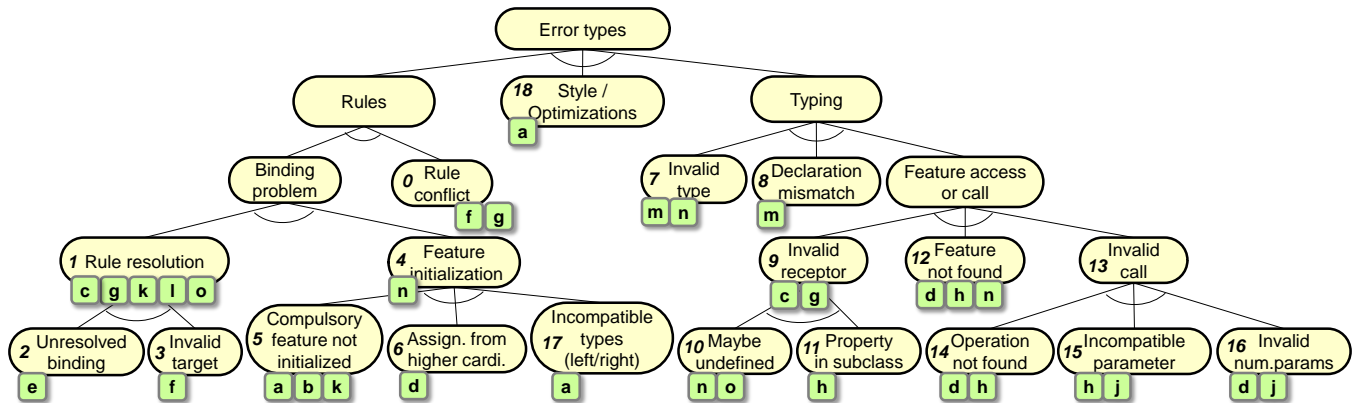 Error types
Rules
18 Style /
Optimizations
a
Typing
Binding
problem
0 Rule
conflict
f g
7 Invalid
type
m n
8 Declaration
mismatch
m
Feature access
or call
1 Rule resolution
c g k l o
4 Feature
initialization
n
9 Invalid
receptor
c g
12 Feature
not found
d h n
13 Invalid
call
2 Unresolved
binding
e
3 Invalid
target
f
5 Compulsory
feature not
initialized
a b k
6 Assign. from
higher cardi.
d
Incompatible
17 types
(left/right)
a
10 Maybe
undefined
n o
11 Property
in subclass
h
14 Operation
not found
d h
15 Incompatible
parameter
h j
16 Invalid
num.params
d j